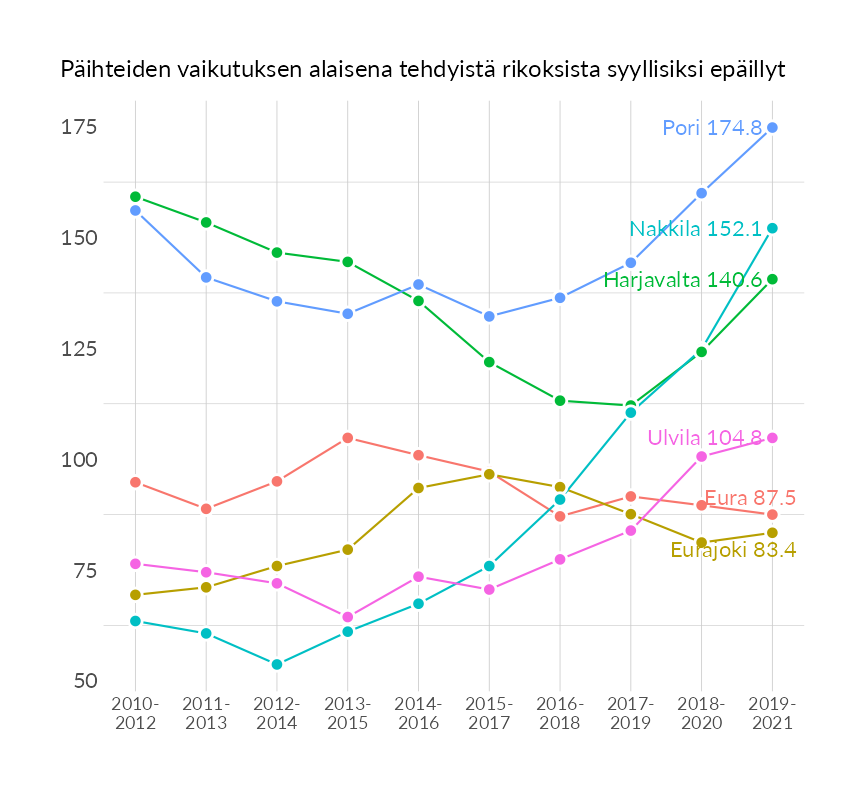 Päihteiden vaikutuksen alaisena tehdyistä rikoksista syyllisiksi epäillyt
175
Pori 174.8
150
Nakkila 152.1
Harjavalta 140.6
125
100
Ulvila 104.8
Eura 87.5
Eurajoki 83.4
75
50
2010- 2011- 2012- 2013- 2014- 2015- 2016- 2017- 2018- 2019-
2012 2013 2014 2015 2016 2017 2018 2019 2020 2021